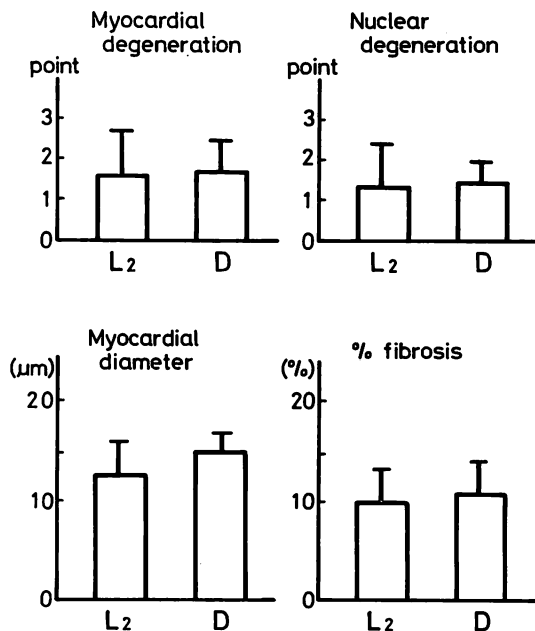 Myocardial
degeneration
point
3
2
1
0
L2 D
Nuclear
degeneration
point
3
2
1
0
L2 D
Myocardial
diameter
(μm)
20
10
0
L2 D
% fibrosis
(%)
20
10
0
L2 D